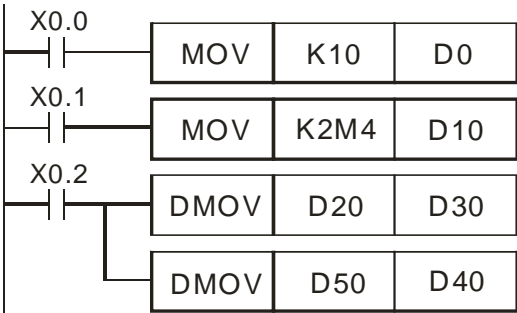 X0.0
MOV K10 D0
X0.1
MOV K2M4 D10
X0.2
DMOV D20 D30
DMOV D50 D40